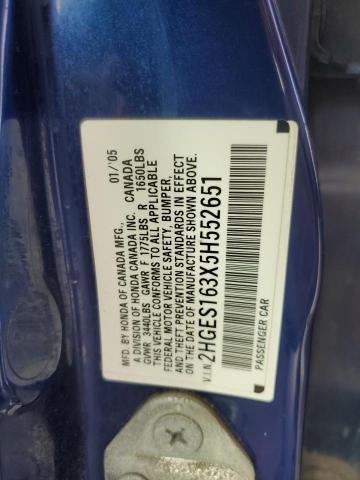 MFD. BY HONDA OF CANADA MFG., 01/'05
A DIVISION OF HONDA CANADA INC. CANADA
GVWR 3440LBS GAWR F 1775LBS R 1650LBS
THIS VEHICLE CONFORMS TO ALL APPLICABLE
FEDERAL MOTOR VEHICLE SAFETY, BUMPER,
AND THEFT PREVENTION STANDARDS IN EFFECT
ON THE DATE OF MANUFACTURE SHOWN ABOVE.
V.I.N 2HGES163X5H552651
PASSENGER CAR